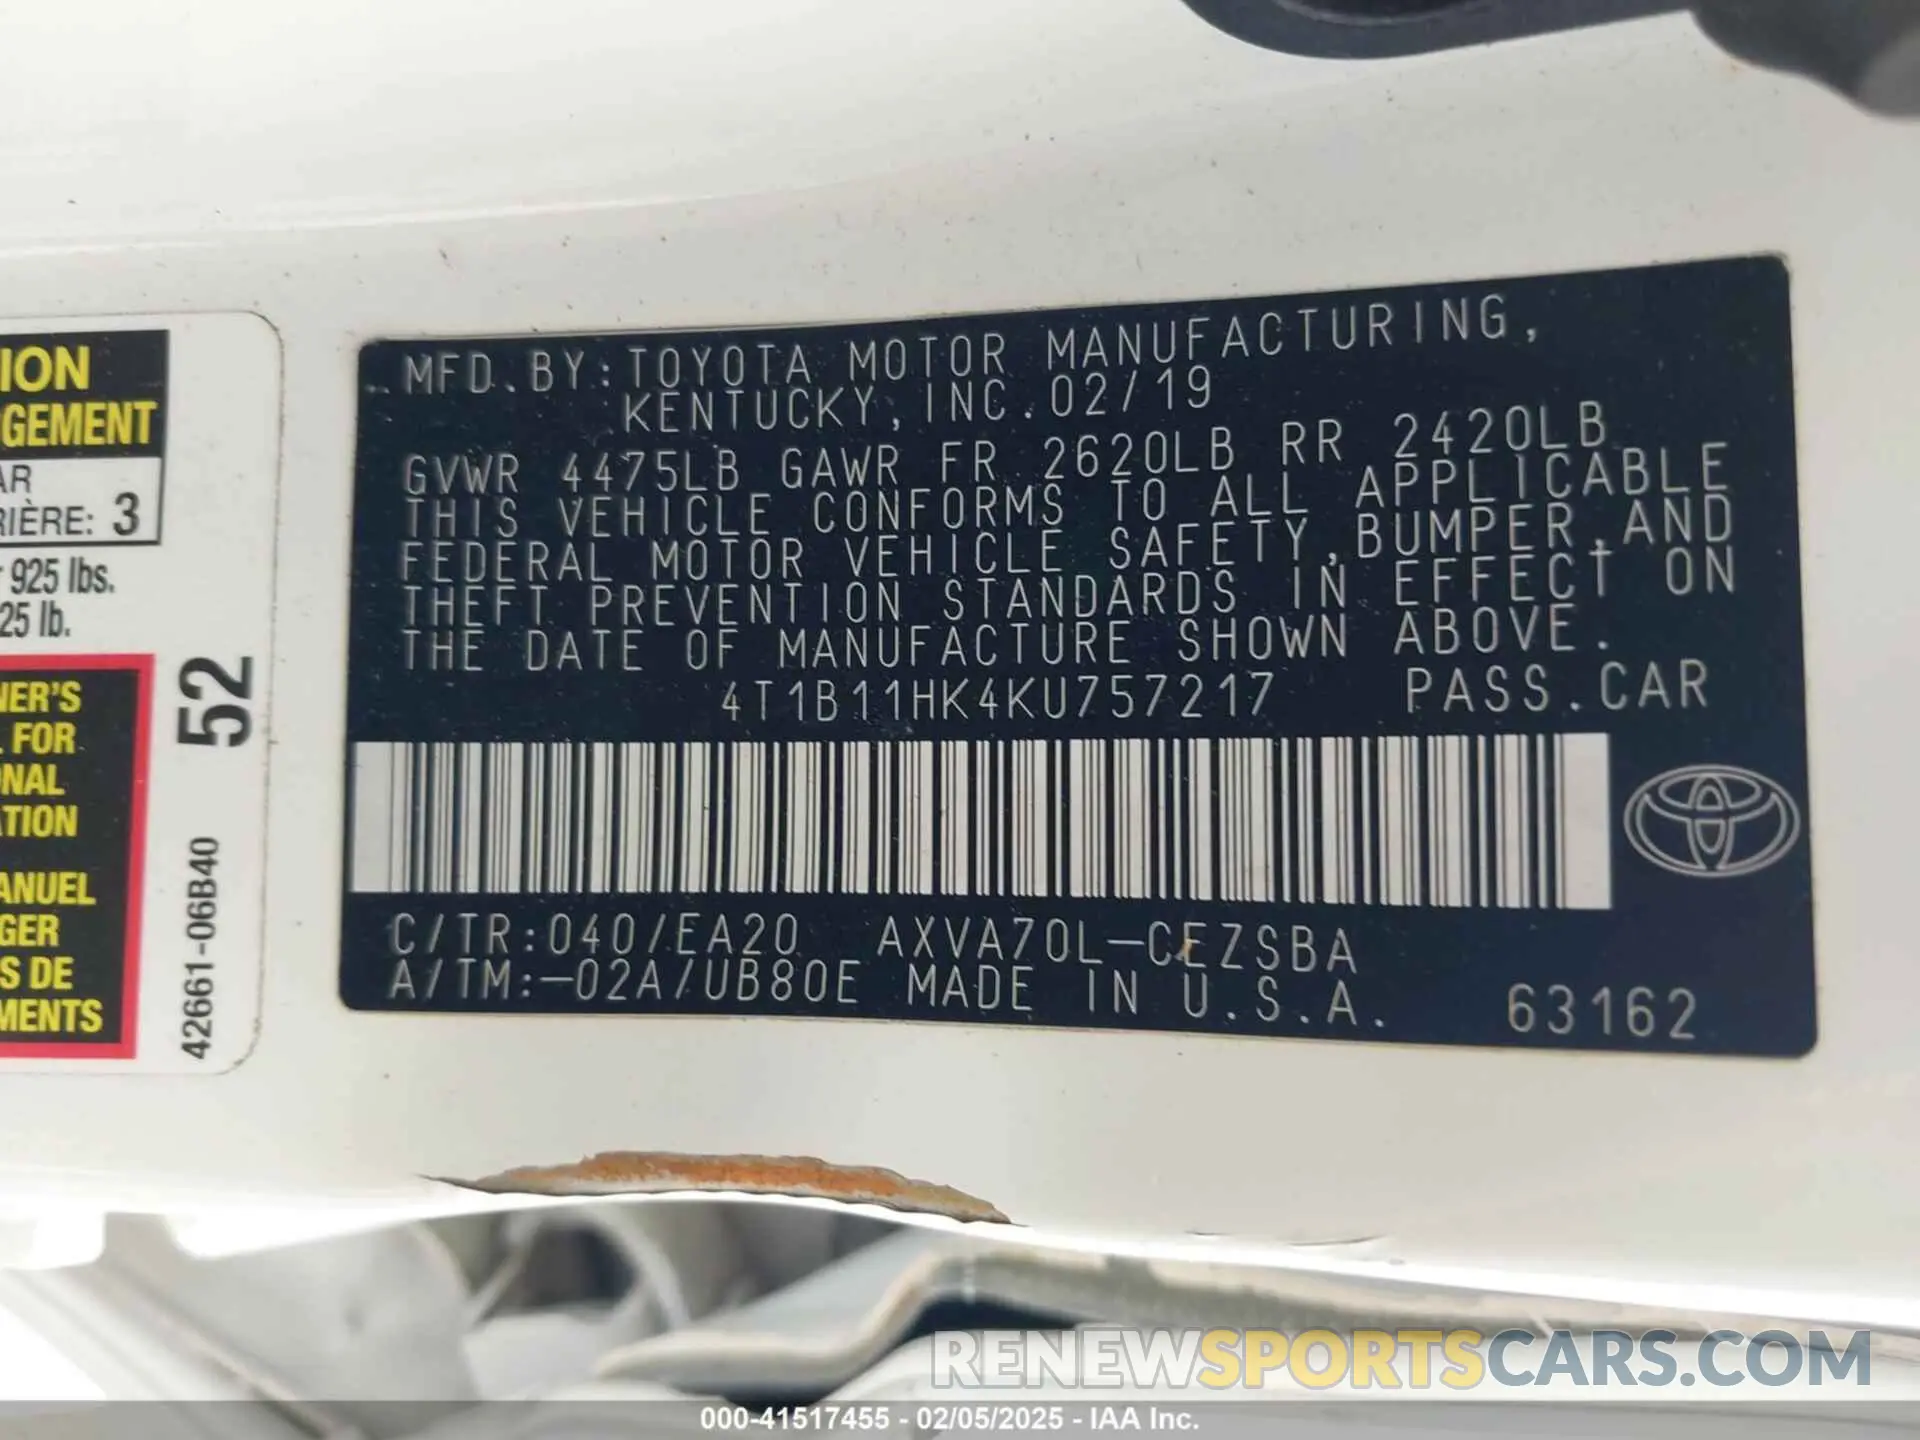 ION
GEMENT
AR
RIÈRE: 3
925 lbs.
25 lb.
NER'S
FOR
NAL
TION
ANUEL
GER
S DE
MENTS
52
42661-06B40
MFD.BY:TOYOTA MOTOR MANUFACTURING,
KENTUCKY, INC.02/19
GVWR 4475LB GAWR FR 2620LB RR 2420LB
THIS VEHICLE CONFORMS TO ALL APPLICABLE
FEDERAL MOTOR VEHICLE SAFETY,BUMPER,AND
THEFT PREVENTION STANDARDS IN EFFECT ON
THE DATE OF MANUFACTURE SHOWN ABOVE.
4T1B11HK4KU757217 PASS.CAR
C/TR:040/EA20 AXVA70L-CEZSBA
A/TM:-02A/UB80E MADE IN U.S.A. 63162
RENEWSPORTSCARS.COM
000-41517455 - 02/05/2025 - IAA Inc.